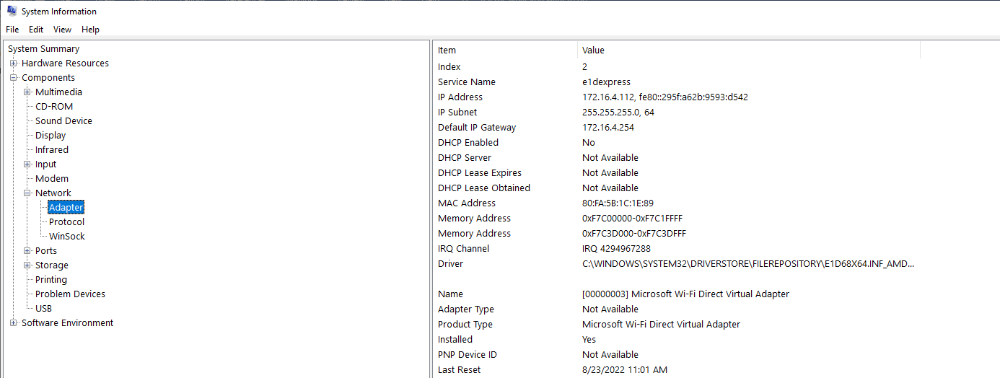 System Information
File Edit View Help
System Summary
Hardware Resources
Components
Multimedia
CD-ROM
Sound Device
Display
Infrared
Input
Modem
Network
Adapter
Protocol
WinSock
Ports
Storage
Printing
Problem Devices
USB
Software Environment
Item Value
Index 2
Service Name e1dexpress
IP Address 172.16.4.112, fe80::295f:a62b:9593:d542
IP Subnet 255.255.255.0, 64
Default IP Gateway 172.16.4.254
DHCP Enabled No
DHCP Server Not Available
DHCP Lease Expires Not Available
DHCP Lease Obtained Not Available
MAC Address 80:FA:5B:1C:1E:89
Memory Address 0xF7C00000-0xF7C1FFFF
Memory Address 0xF7C3D000-0xF7C3DFFF
IRQ Channel IRQ 4294967288
Driver C:\WINDOWS\SYSTEM32\DRIVERSTORE\FILEREPOSITORY\E1D68X64.INF_AMD...
Name [00000003] Microsoft Wi-Fi Direct Virtual Adapter
Adapter Type Not Available
Product Type Microsoft Wi-Fi Direct Virtual Adapter
Installed Yes
PNP Device ID Not Available
Last Reset 8/23/2022 11:01 AM